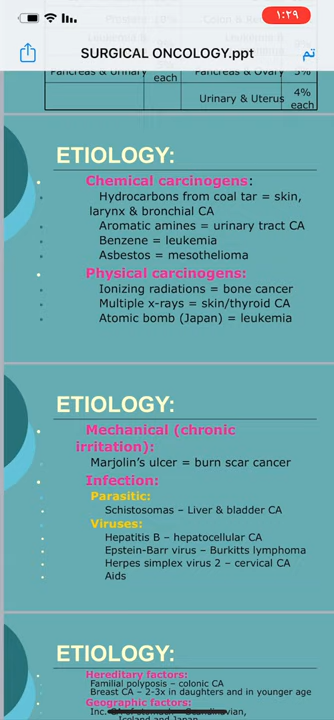 ١:٢٩
SURGICAL ONCOLOGY.ppt
تم
Pancreas & Urinary
each
Pancreas & Ovary
3%
Urinary & Uterus
4%
each
ETIOLOGY:
Chemical carcinogens:
Hydrocarbons from coal tar = skin,
larynx & bronchial CA
Aromatic amines = urinary tract CA
Benzene = leukemia
Asbestos = mesothelioma
Physical carcinogens:
Ionizing radiations = bone cancer
Multiple x-rays = skin/thyroid CA
Atomic bomb (Japan) = leukemia
ETIOLOGY:
Mechanical (chronic
irritation):
Marjolin's ulcer = burn scar cancer
Infection:
Parasitic:
Schistosomas – Liver & bladder CA
Viruses:
Hepatitis B – hepatocellular CA
Epstein-Barr virus – Burkitts lymphoma
Herpes simplex virus 2 – cervical CA
Aids
ETIOLOGY:
Hereditary factors:
Familial polyposis – colonic CA
Breast CA – 2-3x in daughters and in younger age
Geographic factors:
Inc. CA of stomach – Scandinavian,
Iceland and Japan